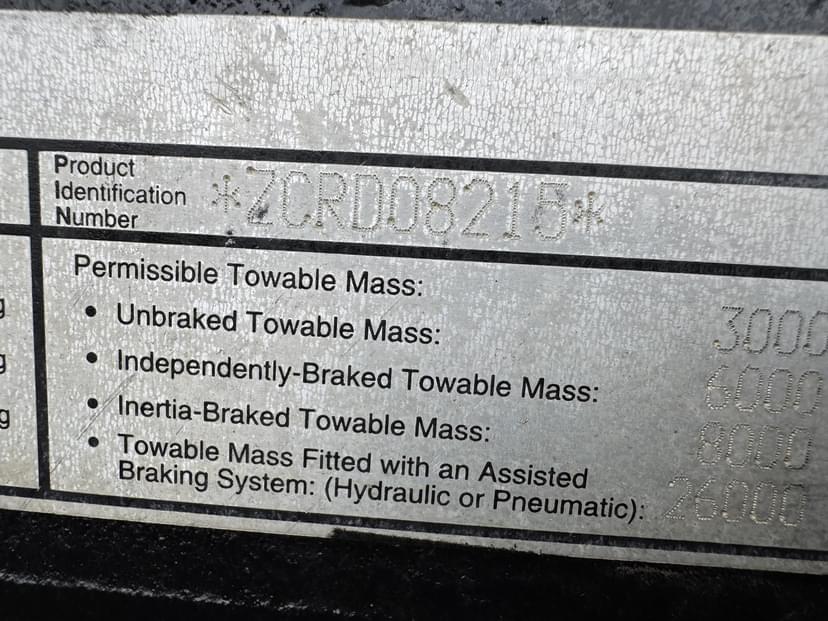 Product
Identification
Number
*ZCRD08215*
Permissible Towable Mass:
• Unbraked Towable Mass: 3000
• Independently-Braked Towable Mass: 6000
• Inertia-Braked Towable Mass: 8000
• Towable Mass Fitted with an Assisted
Braking System: (Hydraulic or Pneumatic): 26000
g
g
g